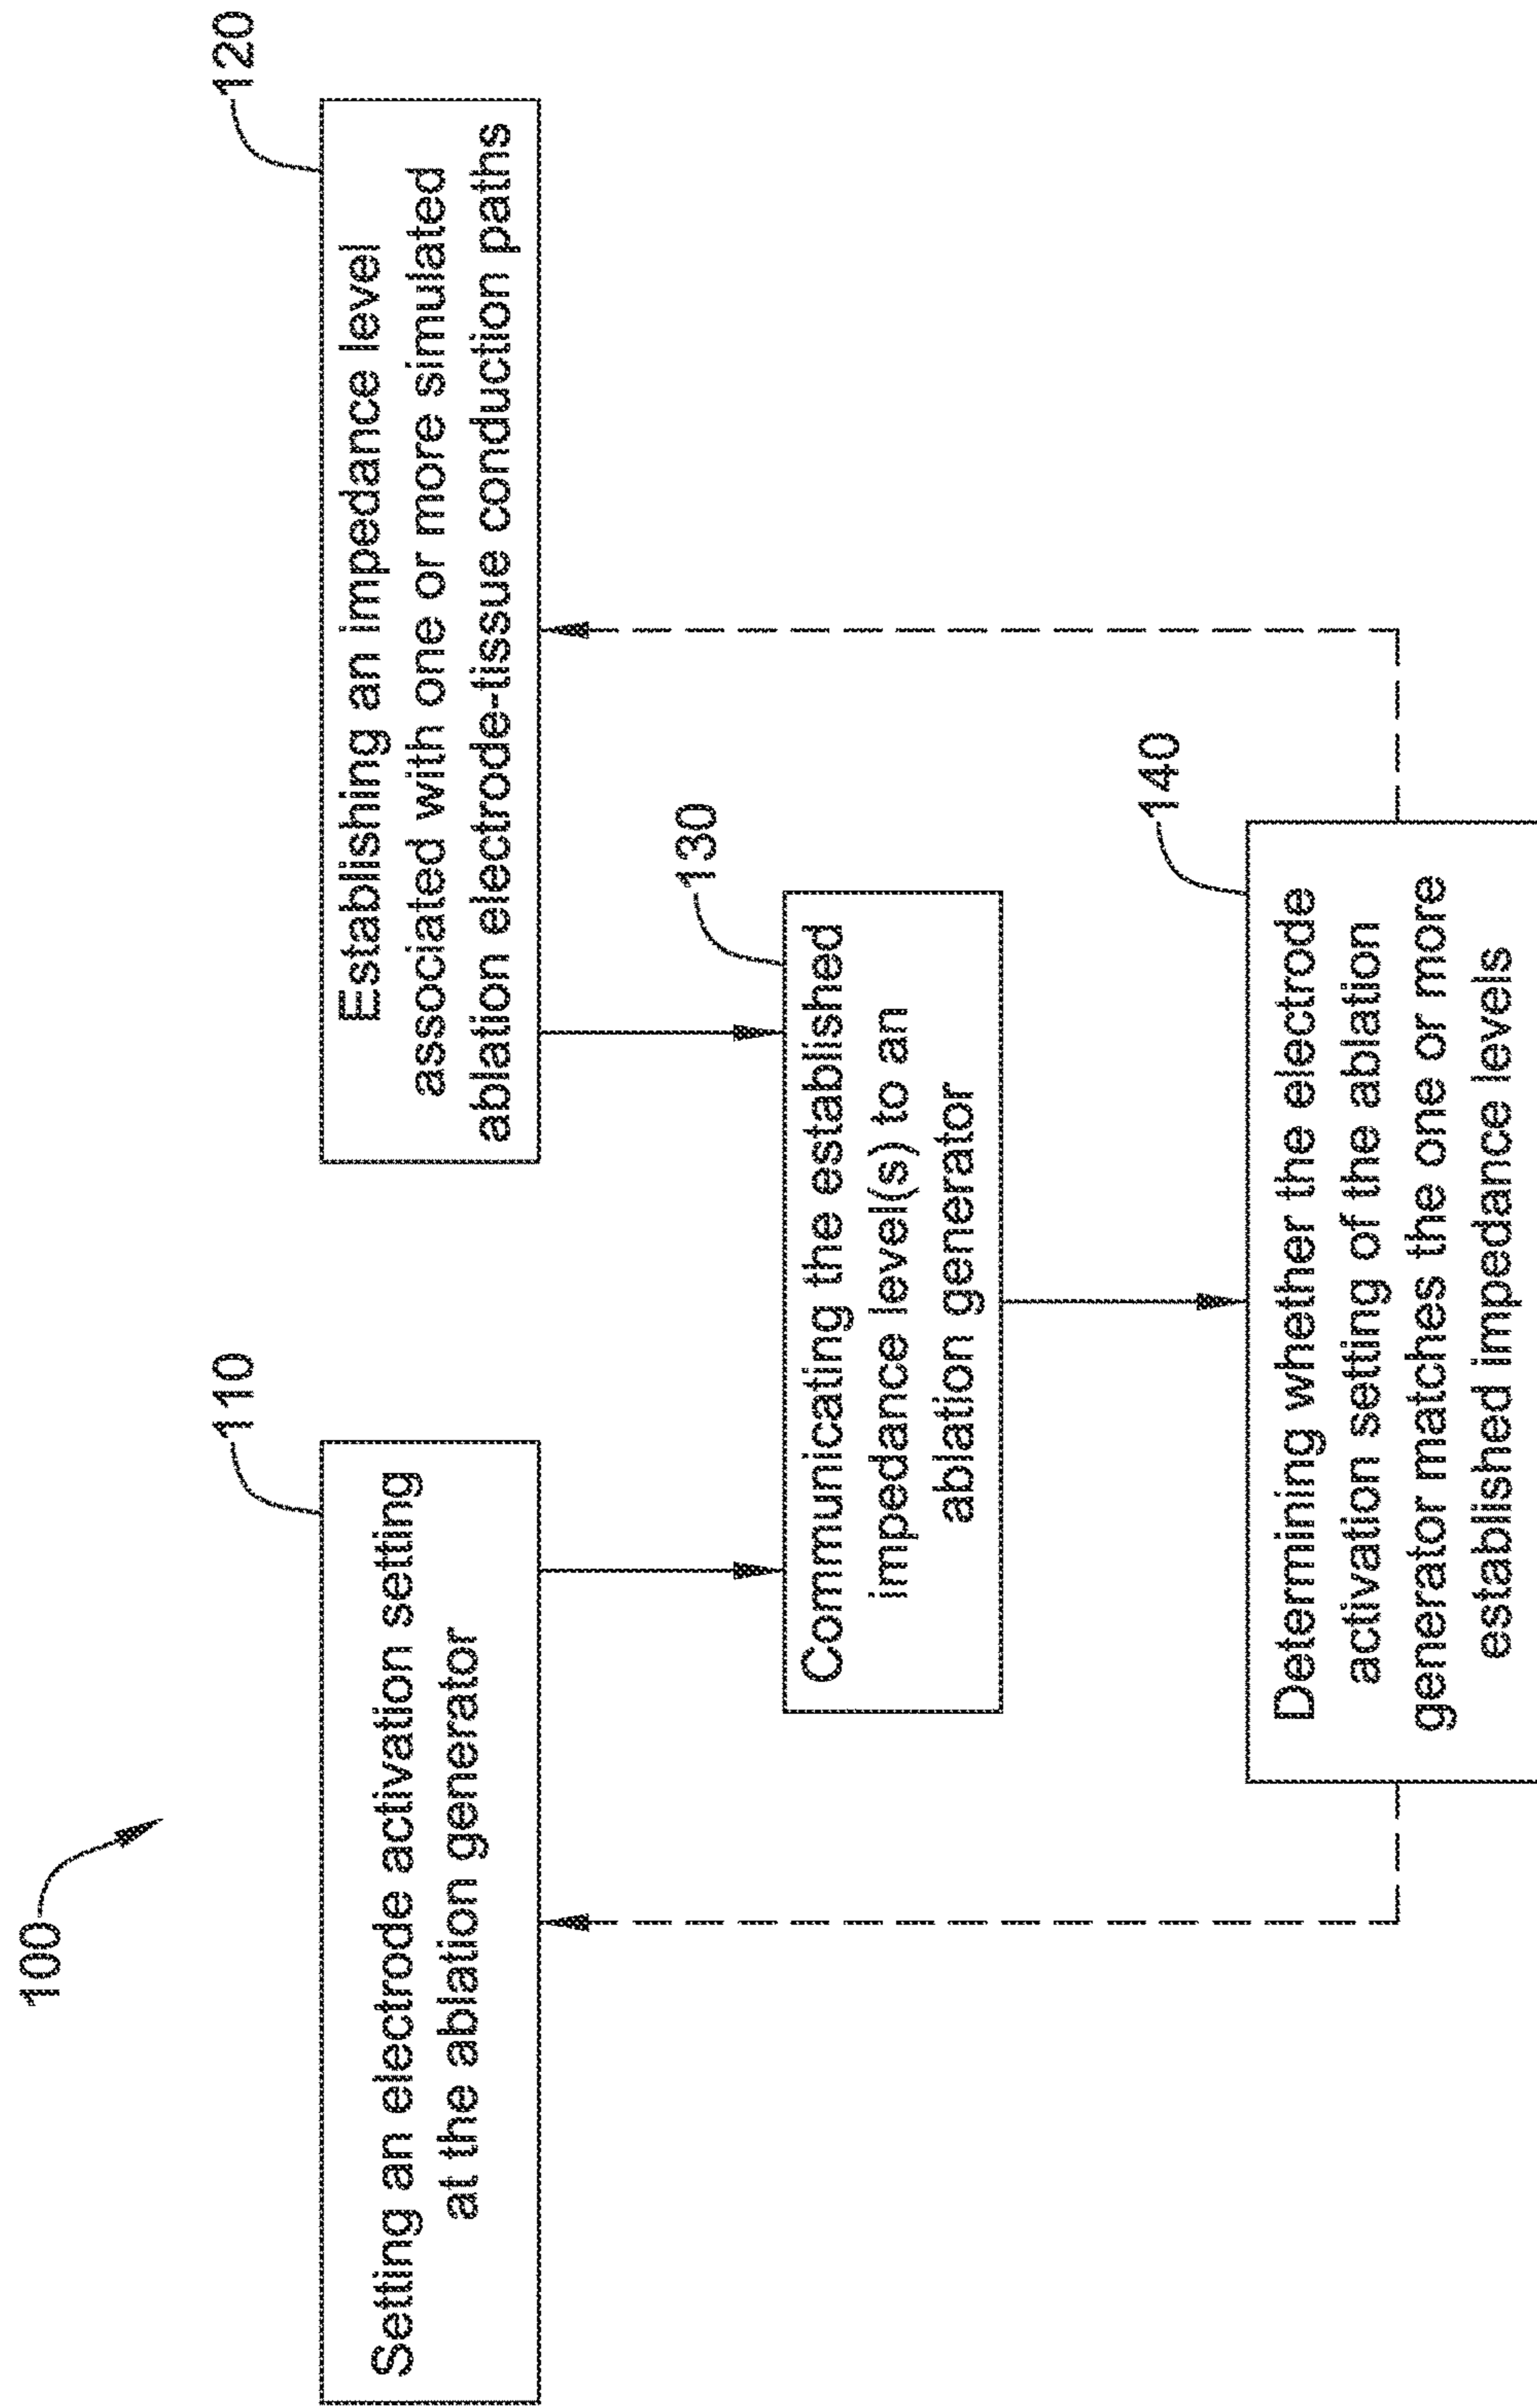 100
110
Setting an electrode activation setting
at the ablation generator
120
Establishing an impedance level
associated with one or more simulated
ablation electrode-tissue conduction paths
130
Communicating the established
impedance level(s) to an
ablation generator
140
Determining whether the electrode
activation setting of the ablation
generator matches the one or more
established impedance levels